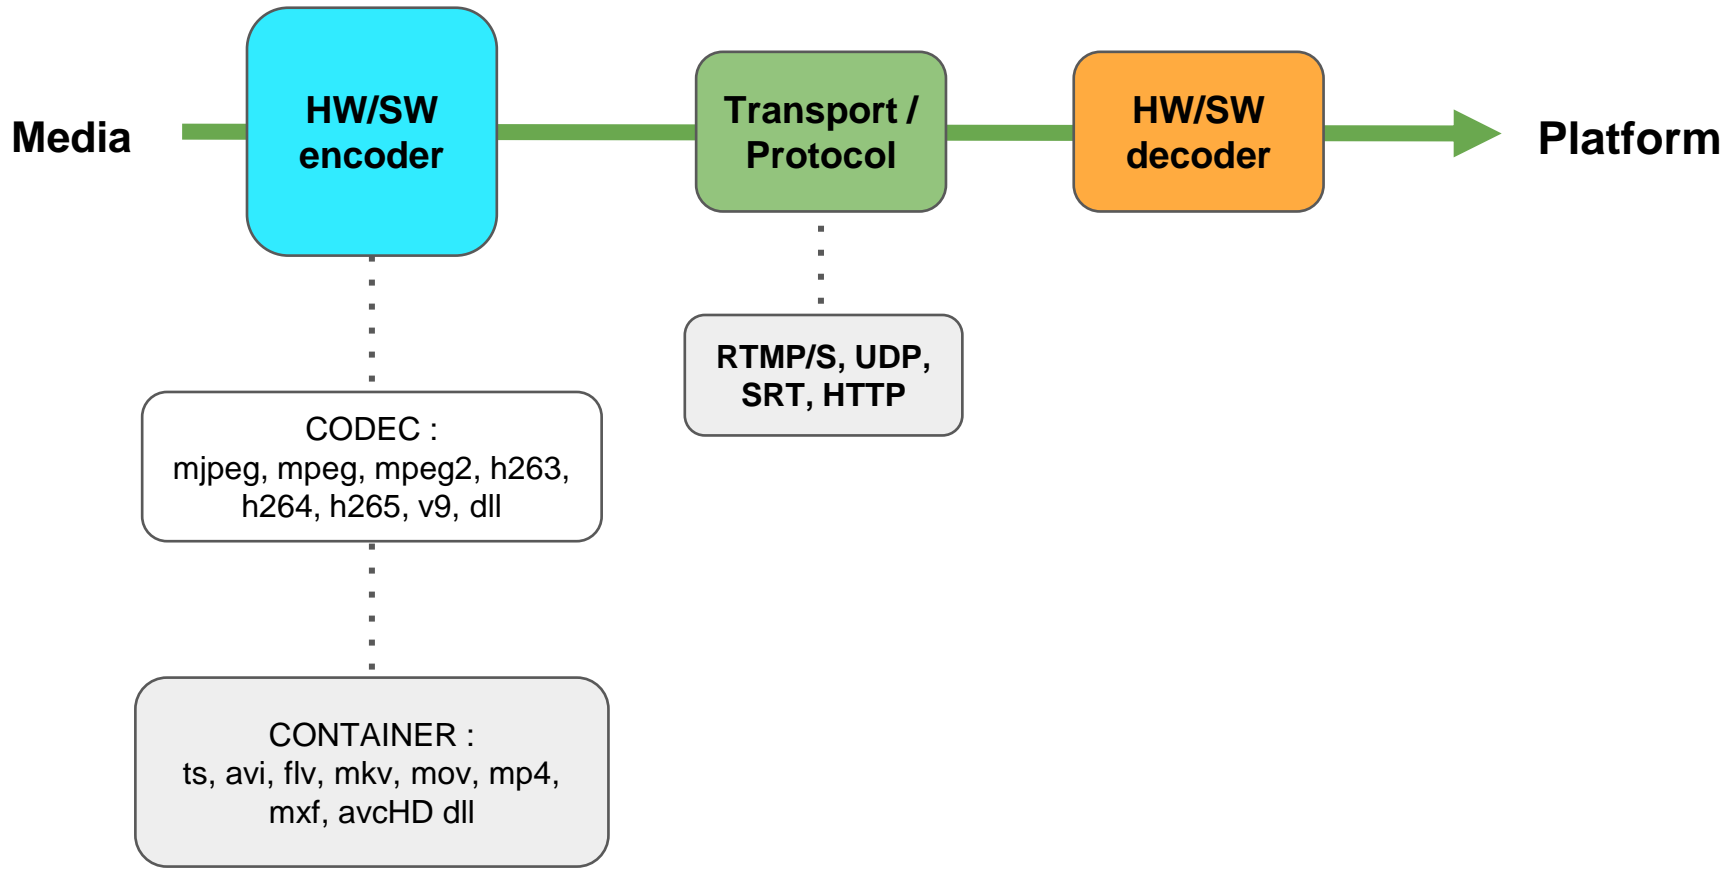 Media
HW/SW
encoder
Transport /
Protocol
HW/SW
decoder
Platform
RTMP/S, UDP,
SRT, HTTP
CODEC :
mjpeg, mpeg, mpeg2, h263,
h264, h265, v9, dll
CONTAINER :
ts, avi, flv, mkv, mov, mp4,
mxf, avcHD dll